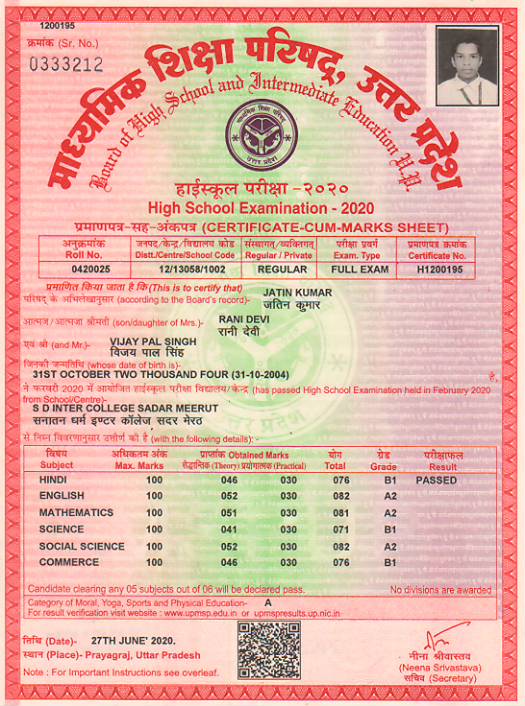 1200195
क्रमांक (Sr. No.)
0333212
माध्यमिक शिक्षा परिषद्, उत्तर प्रदेश
Board of High School and Intermediate Education U.P.
माध्यमिक शिक्षा परिषद्
उत्तर प्रदेश
हाईस्कूल परीक्षा -२०२०
High School Examination - 2020
प्रमाणपत्र-सह-अंकपत्र (CERTIFICATE-CUM-MARKS SHEET)
अनुक्रमांक जनपद/केन्द्र/विद्यालय कोड संस्थागत/व्यक्तिगत परीक्षा प्रवर्ग प्रमाणपत्र क्रमांक
Roll No. Distt./Centre/School Code Regular / Private Exam. Type Certificate No.
0420025 12/13058/1002 REGULAR FULL EXAM H1200195
प्रमाणित किया जाता है कि (This is to certify that)
JATIN KUMAR
परिषद् के अभिलेखानुसार (according to the Board's record)- जतिन कुमार
RANI DEVI
आत्मज/आत्मजा श्रीमती (son/daughter of Mrs.)- रानी देवी
एवं श्री (and Mr.)- VIJAY PAL SINGH
विजय पाल सिंह
जिनकी जन्मतिथि (whose date of birth is)-
31ST OCTOBER TWO THOUSAND FOUR (31-10-2004) है,
ने फरवरी 2020 में आयोजित हाईस्कूल परीक्षा विद्यालय/केन्द्र (has passed High School Examination held in February 2020
from School/Centre)-
S D INTER COLLEGE SADAR MEERUT
सनातन धर्म इण्टर कॉलेज सदर मेरठ
से निम्न विवरणानुसार उत्तीर्ण की है (with the following details): -
विषय अधिकतम अंक प्राप्तांक Obtained Marks योग ग्रेड परीक्षाफल
Subject Max. Marks सैद्धान्तिक (Theory) प्रयोगात्मक (Practical) Total Grade Result
HINDI 100 046 030 076 B1 PASSED
ENGLISH 100 052 030 082 A2
MATHEMATICS 100 051 030 081 A2
SCIENCE 100 041 030 071 B1
SOCIAL SCIENCE 100 052 030 082 A2
COMMERCE 100 046 030 076 B1
Candidate clearing any 05 subjects out of 06 will be declared pass. No divisions are awarded
Category of Moral, Yoga, Sports and Physical Education- A
For result verification visit website : www.upmsp.edu.in or upmspresults.up.nic.in
तिथि (Date)- 27TH JUNE' 2020.
स्थान (Place)- Prayagraj, Uttar Pradesh
Note : For Important Instructions see overleaf.
नीना श्रीवास्तव
(Neena Srivastava)
सचिव (Secretary)